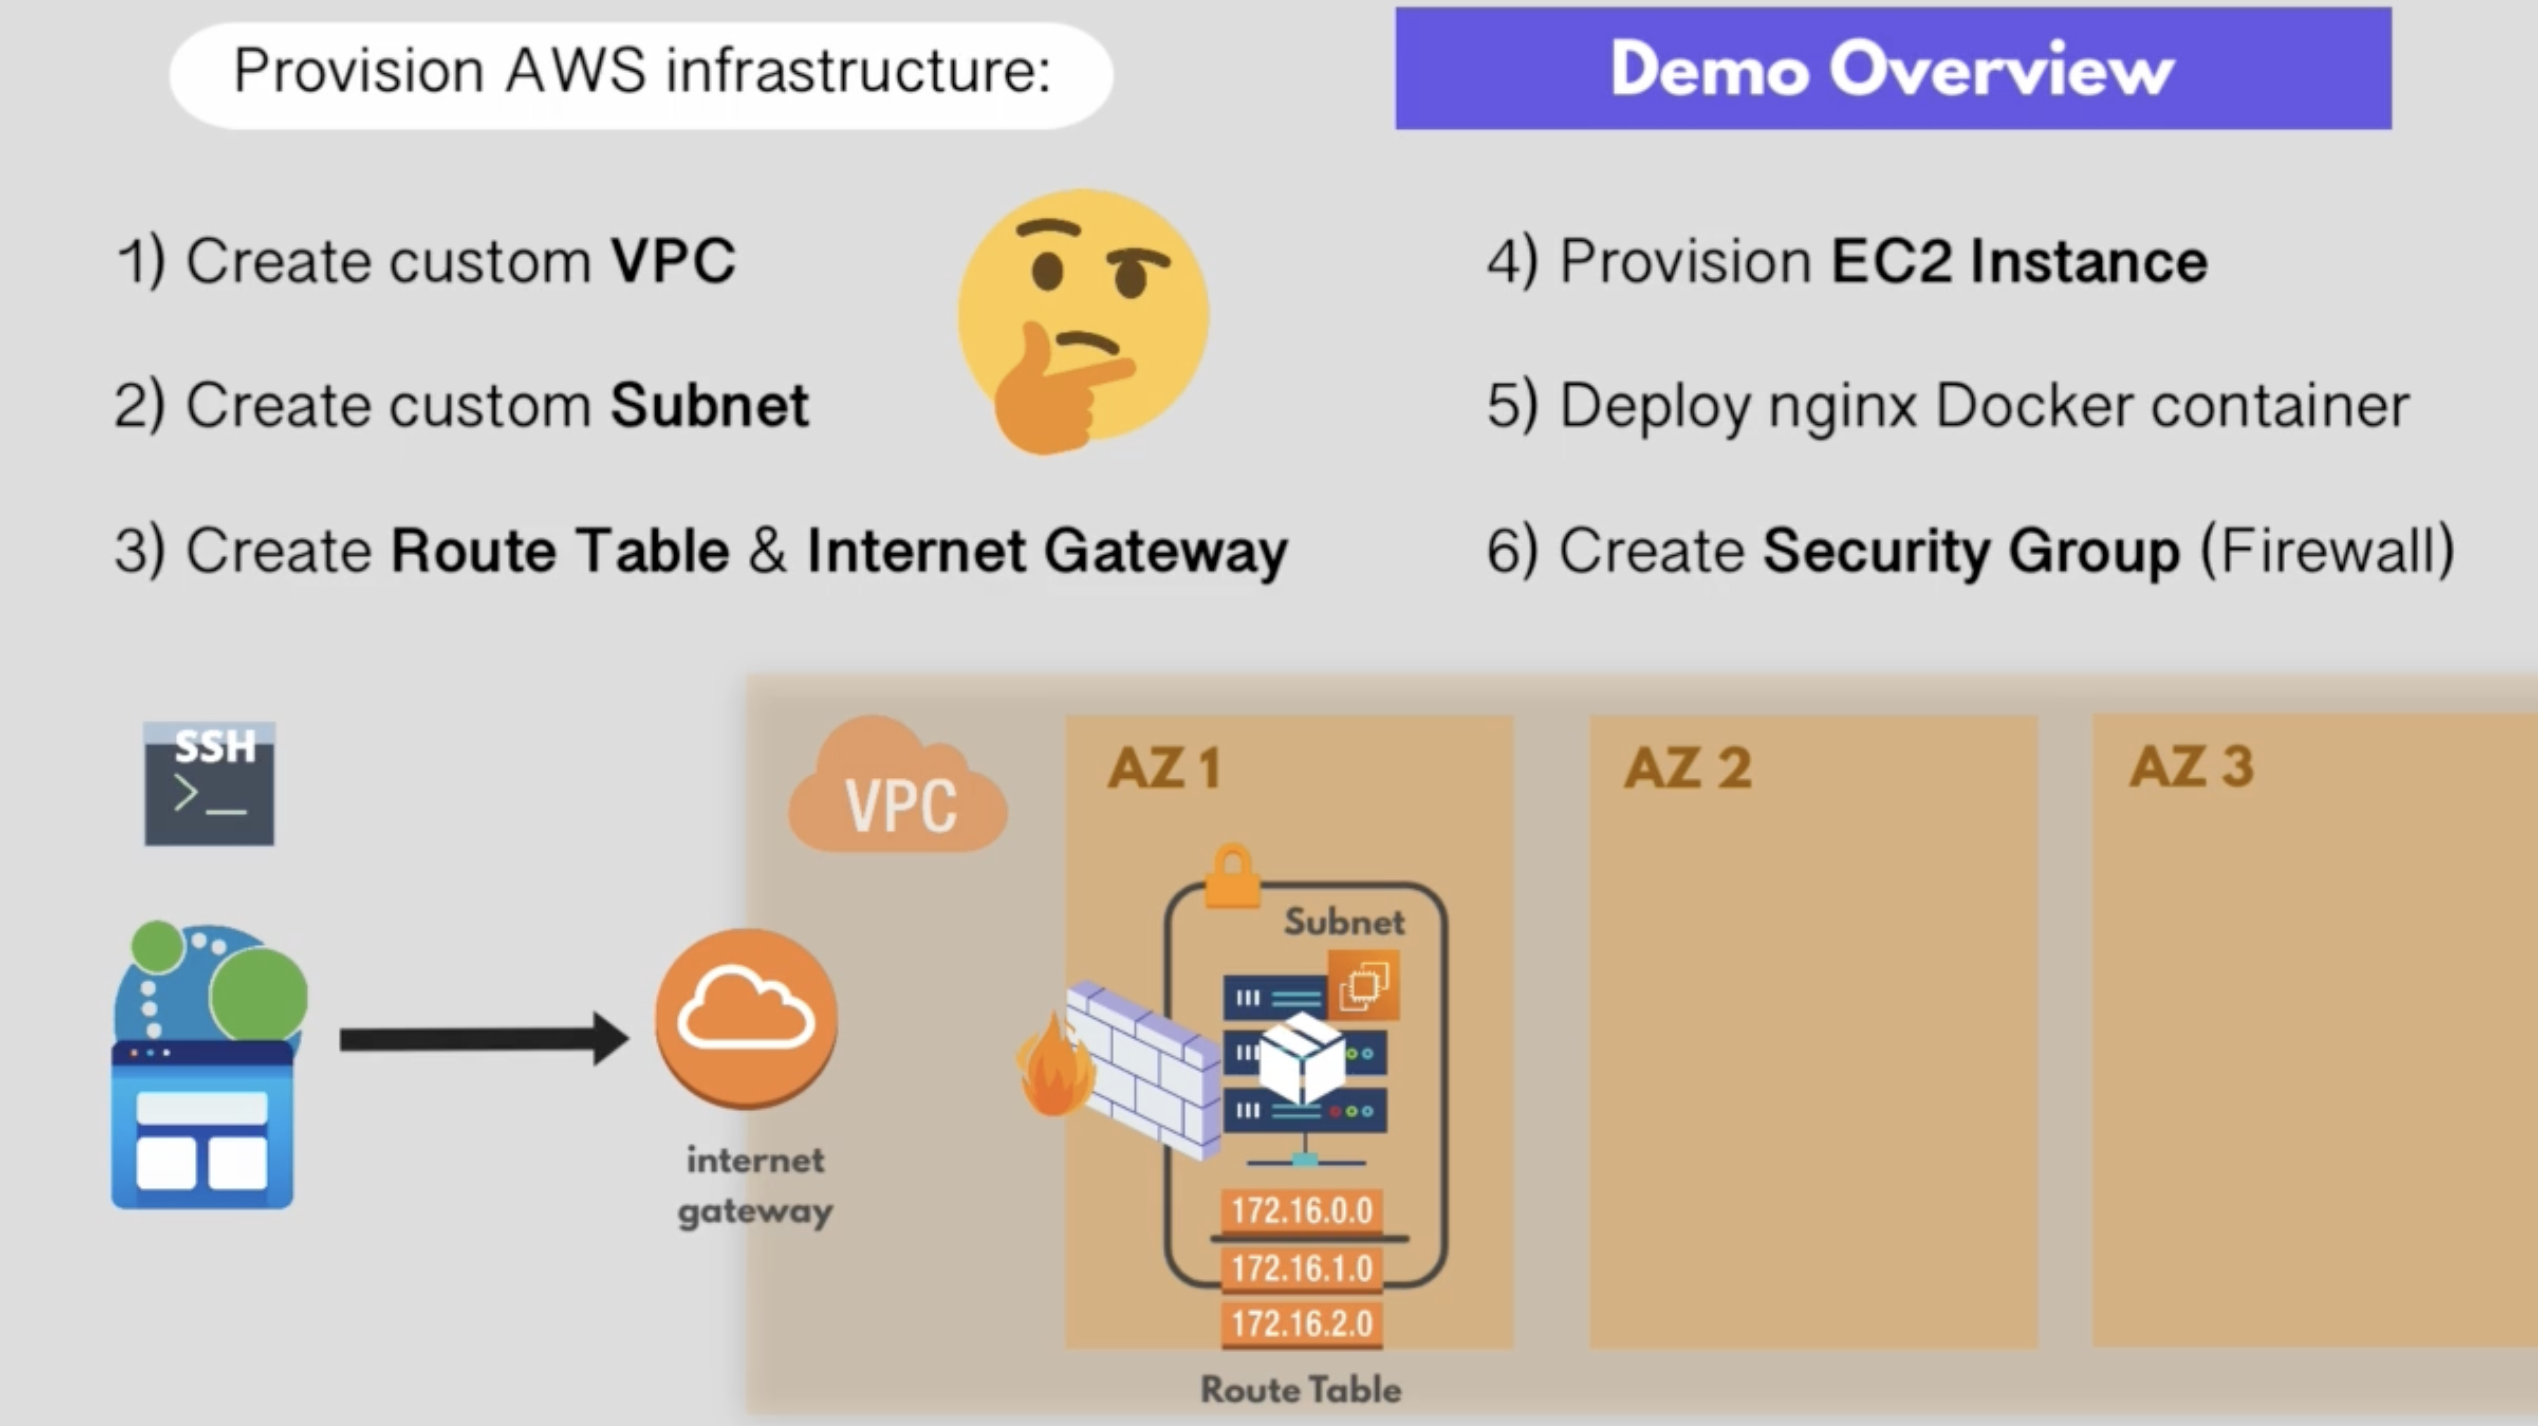 Provision AWS infrastructure:
Demo Overview
1) Create custom VPC
2) Create custom Subnet
3) Create Route Table & Internet Gateway
4) Provision EC2 Instance
5) Deploy nginx Docker container
6) Create Security Group (Firewall)
SSH
>_
VPC
AZ 1
AZ 2
AZ 3
Subnet
internet
gateway
172.16.0.0
172.16.1.0
172.16.2.0
Route Table